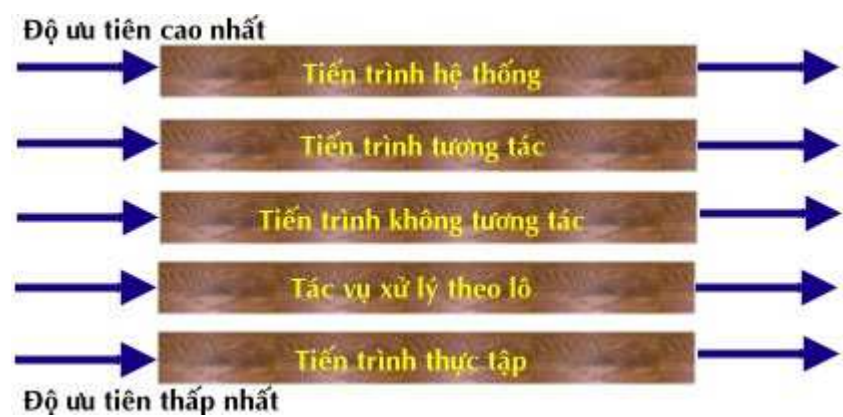 Độ ưu tiên cao nhất
Tiến trình hệ thống
Tiến trình tương tác
Tiến trình không tương tác
Tác vụ xử lý theo lô
Tiến trình thực tập
Độ ưu tiên thấp nhất